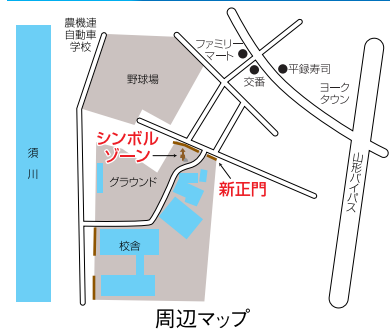 農機連
自動車
学校
ファミリー
マート
交番
平禄寿司
ヨーク
タウン
野球場
シンボル
ゾーン
須川
グラウンド
新正門
山形バイパス
校舎
周辺マップ